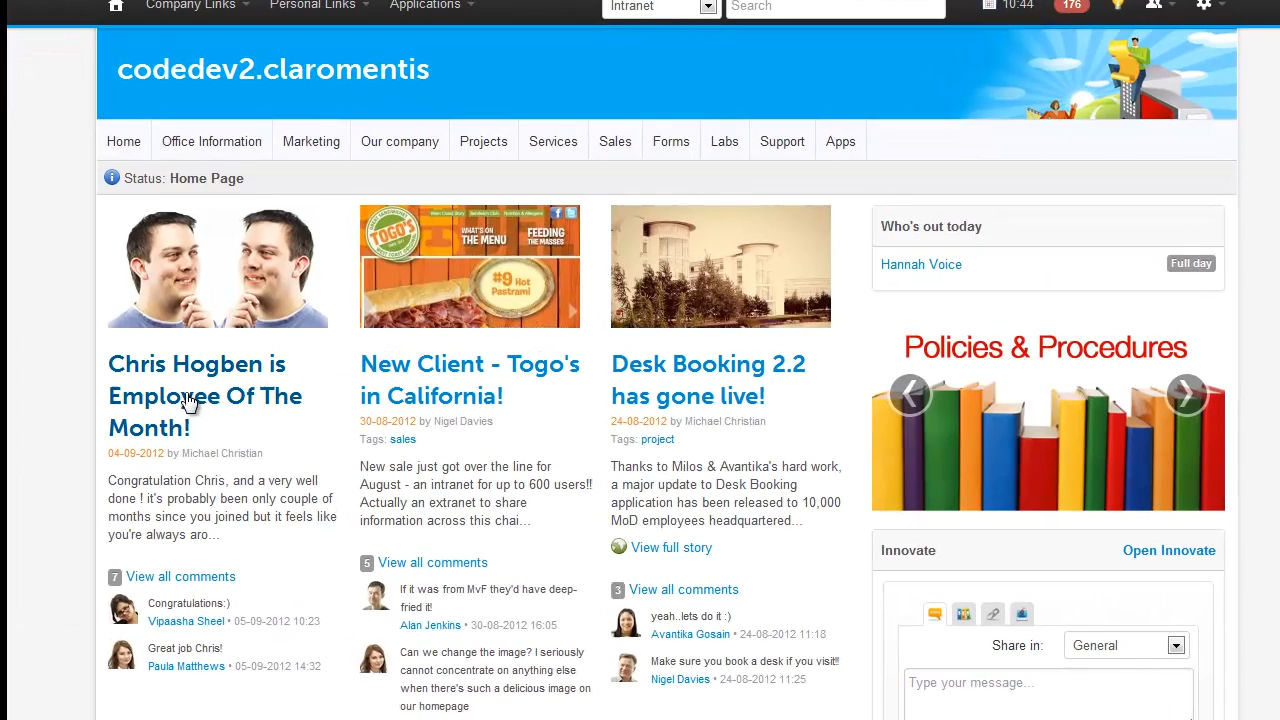 Company Links
Personal Links
Applications
Intranet
Search
10:44
176
codedev2.claromentis
Home
Office Information
Marketing
Our company
Projects
Services
Sales
Forms
Labs
Support
Apps
Status: Home Page
Chris Hogben is
Employee Of The
Month!
04-09-2012 by Michael Christian
Congratulation Chris, and a very well
done ! it's probably been only couple of
months since you joined but it feels like
you're always aro...
7 View all comments
Congratulations:)
Vipaasha Sheel • 05-09-2012 10:23
Great job Chris!
Paula Matthews • 05-09-2012 14:32
TOGO'S
WHAT'S ON
THE MENU
FEEDING
THE MASSES
#9 Hot
Pastrami
New Client - Togo's
in California!
30-08-2012 by Nigel Davies
Tags: sales
New sale just got over the line for
August - an intranet for up to 600 users!!
Actually an extranet to share
information across this chai...
5 View all comments
If it was from MvF they'd have deep-
fried it!
Alan Jenkins • 30-08-2012 16:05
Can we change the image? I seriously
cannot concentrate on anything else
when there's such a delicious image on
our homepage
Desk Booking 2.2
has gone live!
24-08-2012 by Michael Christian
Tags: project
Thanks to Milos & Avantika's hard work,
a major update to Desk Booking
application has been released to 10,000
MoD employees headquartered...
View full story
3 View all comments
yeah..lets do it :)
Avantika Gosain • 24-08-2012 11:18
Make sure you book a desk if you visit!!
Nigel Davies • 24-08-2012 11:25
Who's out today
Hannah Voice
Full day
Policies & Procedures
Innovate
Open Innovate
Share in:
General
Type your message...